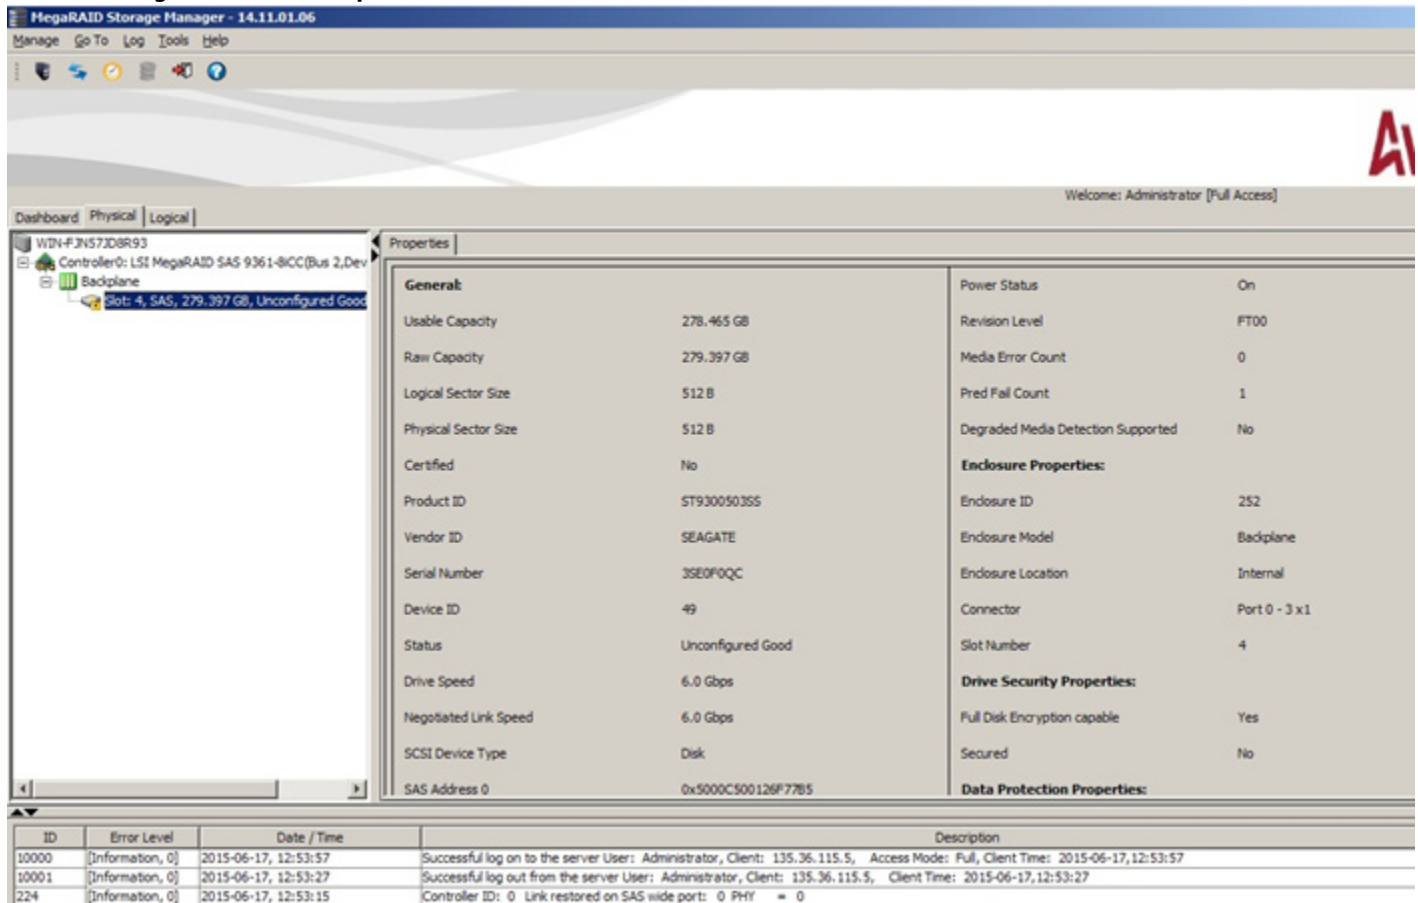 MegaRAID Storage Manager - 14.11.01.06
Manage Go To Log Tools Help
Welcome: Administrator [Full Access]
Dashboard Physical Logical
WIN-FJNS7JD8R93
Controller0: LSI MegaRAID SAS 9361-8iCC(Bus 2,Dev
Backplane
Slot: 4, SAS, 279.397 GB, Unconfigured Good
Properties
General:
Usable Capacity 278.465 GB
Raw Capacity 279.397 GB
Logical Sector Size 512 B
Physical Sector Size 512 B
Certified No
Product ID ST9300503SS
Vendor ID SEAGATE
Serial Number 3SE0F0QC
Device ID 49
Status Unconfigured Good
Drive Speed 6.0 Gbps
Negotiated Link Speed 6.0 Gbps
SCSI Device Type Disk
SAS Address 0 0x5000C500126F77B5
Power Status On
Revision Level FT00
Media Error Count 0
Pred Fail Count 1
Degraded Media Detection Supported No
Enclosure Properties:
Enclosure ID 252
Enclosure Model Backplane
Enclosure Location Internal
Connector Port 0 - 3 x1
Slot Number 4
Drive Security Properties:
Full Disk Encryption capable Yes
Secured No
Data Protection Properties:
ID Error Level Date / Time Description
10000 [Information, 0] 2015-06-17, 12:53:57 Successful log on to the server User: Administrator, Client: 135.36.115.5, Access Mode: Full, Client Time: 2015-06-17,12:53:57
10001 [Information, 0] 2015-06-17, 12:53:27 Successful log out from the server User: Administrator, Client: 135.36.115.5, Client Time: 2015-06-17,12:53:27
224 [Information, 0] 2015-06-17, 12:53:15 Controller ID: 0 Link restored on SAS wide port: 0 PHY = 0